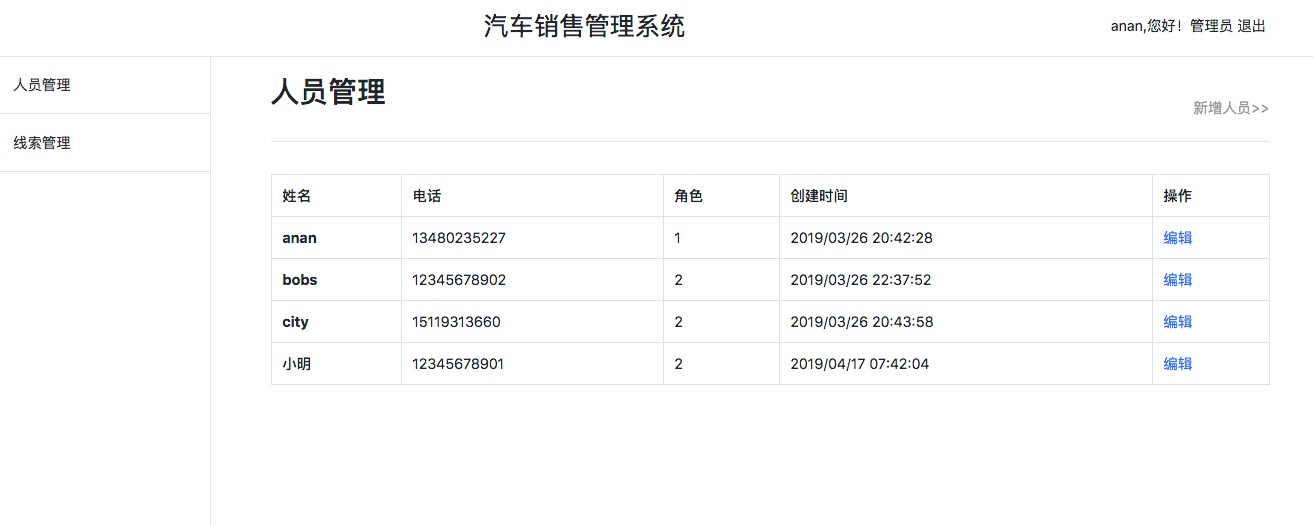 汽车销售管理系统
anan,您好！管理员 退出
人员管理
线索管理
人员管理
新增人员>>
姓名 电话 角色 创建时间 操作
anan 13480235227 1 2019/03/26 20:42:28 编辑
bobs 12345678902 2 2019/03/26 22:37:52 编辑
city 15119313660 2 2019/03/26 20:43:58 编辑
小明 12345678901 2 2019/04/17 07:42:04 编辑